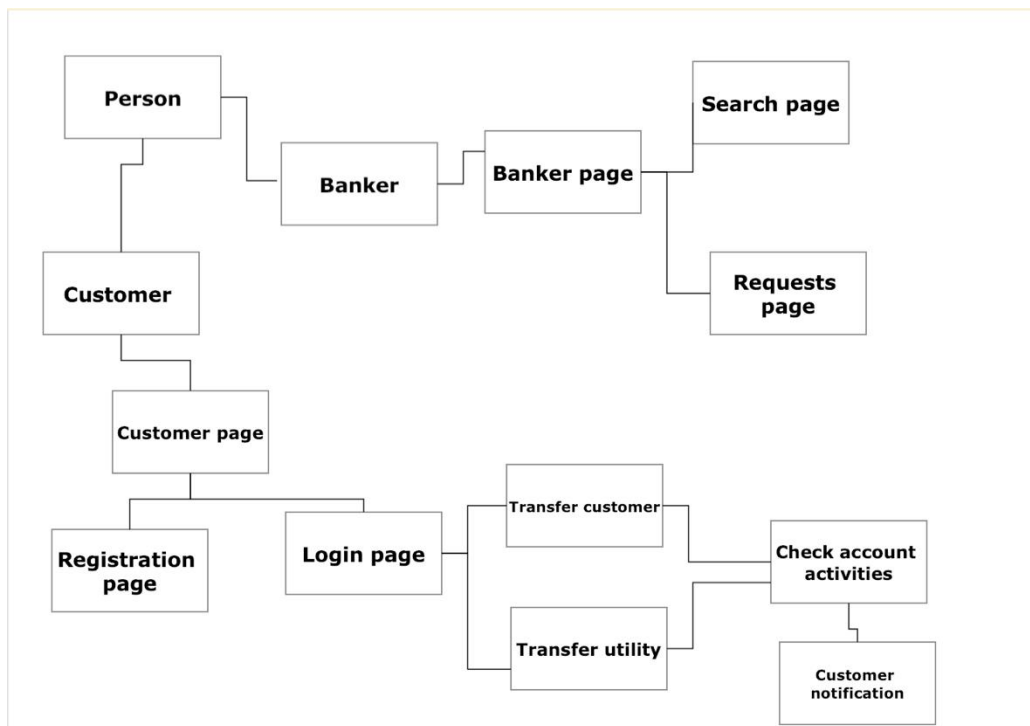 Person
Search page
Banker
Banker page
Requests
page
Customer
Customer page
Transfer customer
Registration
page
Login page
Check account
activities
Transfer utility
Customer
notification